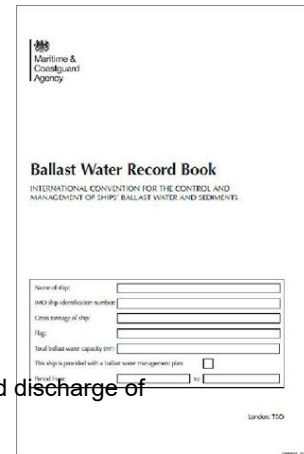 Maritime &
Coastguard
Agency
Ballast Water Record Book
INTERNATIONAL CONVENTION FOR THE CONTROL AND
MANAGEMENT OF SHIPS' BALLAST WATER AND SEDIMENTS
Name of ship:
IMO ship identification number:
Gross tonnage of ship:
Flag:
Total ballast water capacity (m³)
This ship is provided with a ballast water management plan
Period from: to:
d discharge of
London: TSO